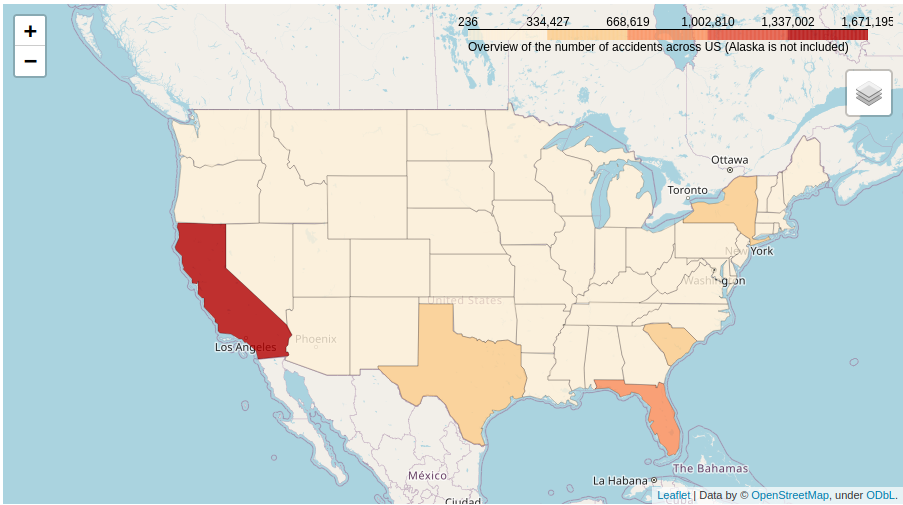 +
−
236 334,427 668,619 1,002,810 1,337,002 1,671,195
Overview of the number of accidents across US (Alaska is not included)
Ottawa
Toronto
New York
Washington
United States
Phoenix
Los Angeles
México
The Bahamas
La Habana
Ciudad
Cuba
Leaflet | Data by © OpenStreetMap, under ODbL.